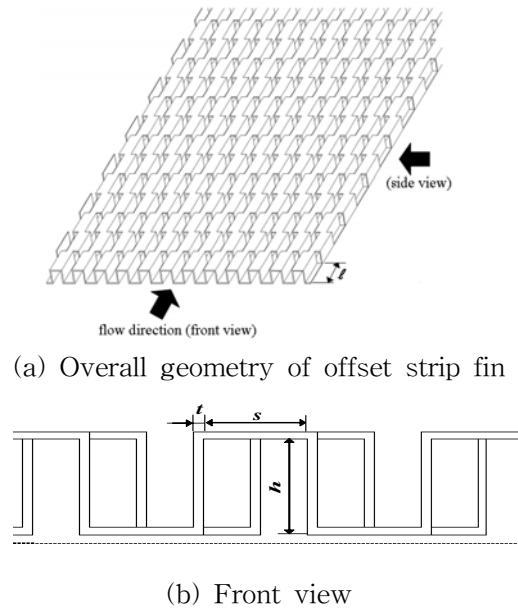 (side view)
l
flow direction (front view)
(a) Overall geometry of offset strip fin
t
s
h
(b) Front view